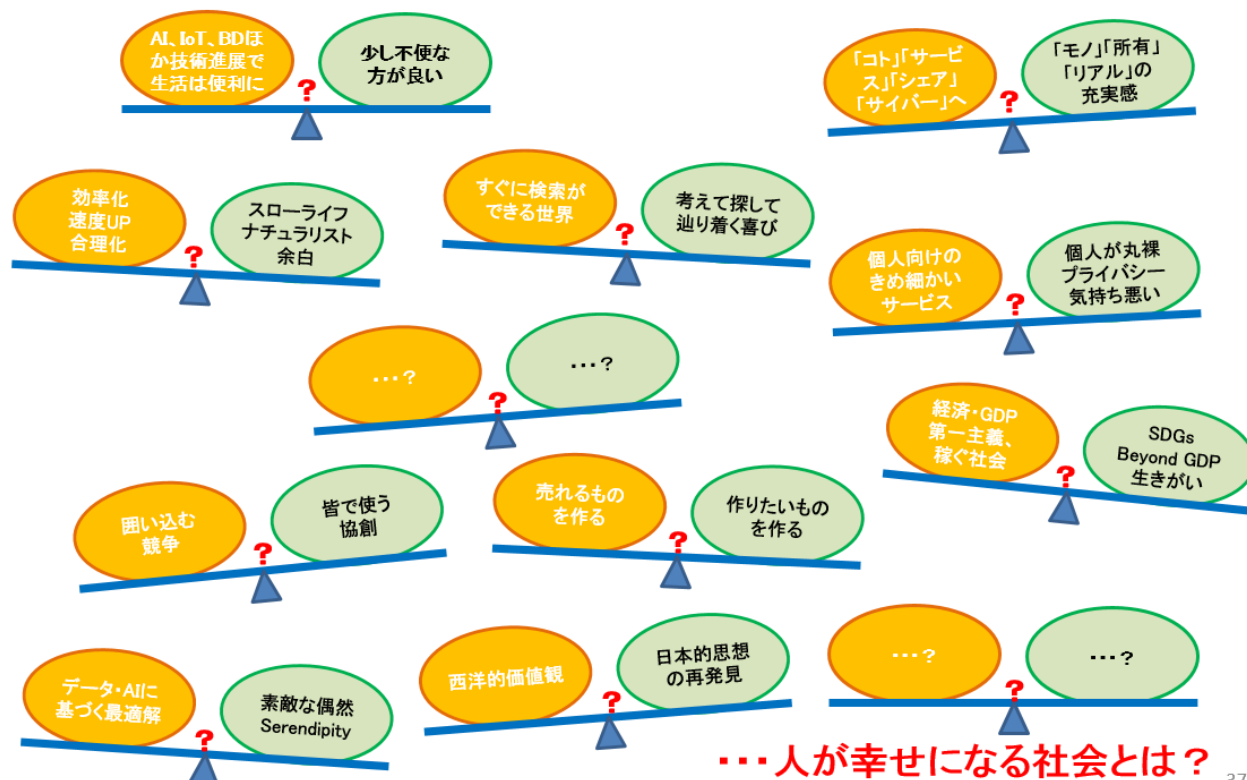 AI、IoT、BDほ
か技術進展で
生活は便利に
?
少し不便な
方が良い
「コト」「サービ
ス」「シェア」
「サイバー」へ
?
「モノ」「所有」
「リアル」の
充実感
効率化
速度UP
合理化
?
スローライフ
ナチュラリスト
余白
すぐに検索が
できる世界
?
考えて探して
辿り着く喜び
個人向けの
きめ細かい
サービス
?
個人が丸裸
プライバシー
気持ち悪い
・・・?
?
・・・?
経済・GDP
第一主義、
稼ぐ社会
?
SDGs
Beyond GDP
生きがい
囲い込む
競争
?
皆で使う
協創
売れるもの
を作る
?
作りたいもの
を作る
データ・AIに
基づく最適解
?
素敵な偶然
Serendipity
西洋的価値観
?
日本的思想
の再発見
・・・?
?
・・・?
・・・人が幸せになる社会とは?
37